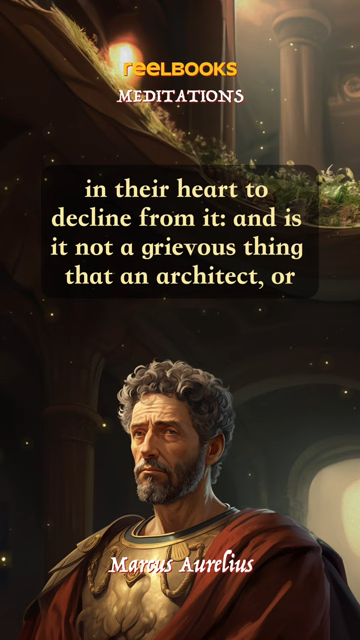 reelbooks
MEDITATIONS
in their heart to
decline from it: and is
it not a grievous thing
that an architect, or
Marcus Aurelius